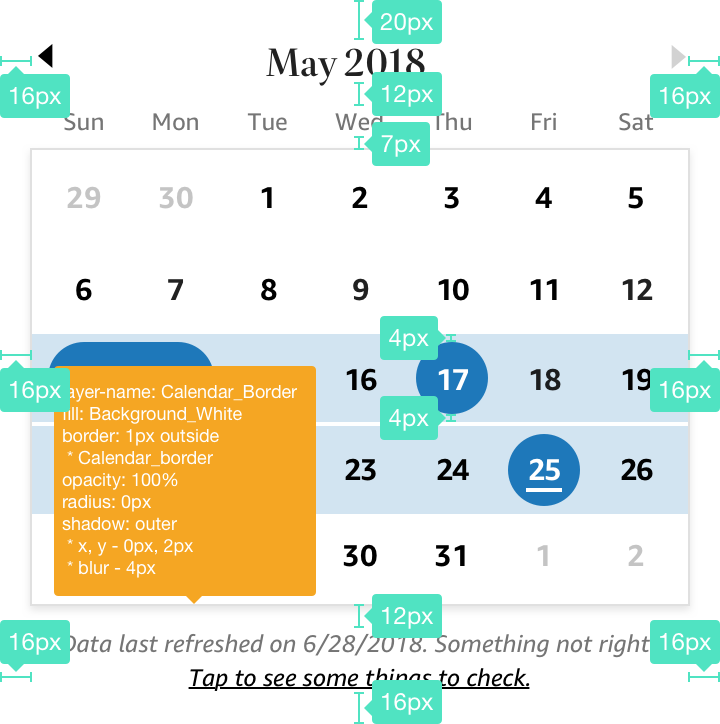 20px
May 2018
16px
12px
16px
Sun Mon Tue Wed Thu Fri Sat
7px
29 30 1 2 3 4 5
6 7 8 9 10 11 12
4px
16px
16 17 18 19
16px
4px
layer-name: Calendar_Border
fill: Background_White
border: 1px outside
* Calendar_border
opacity: 100%
radius: 0px
shadow: outer
* x, y - 0px, 2px
* blur - 4px
23 24 25 26
30 31 1 2
12px
16px
Data last refreshed on 6/28/2018. Something not right
16px
Tap to see some things to check.
16px